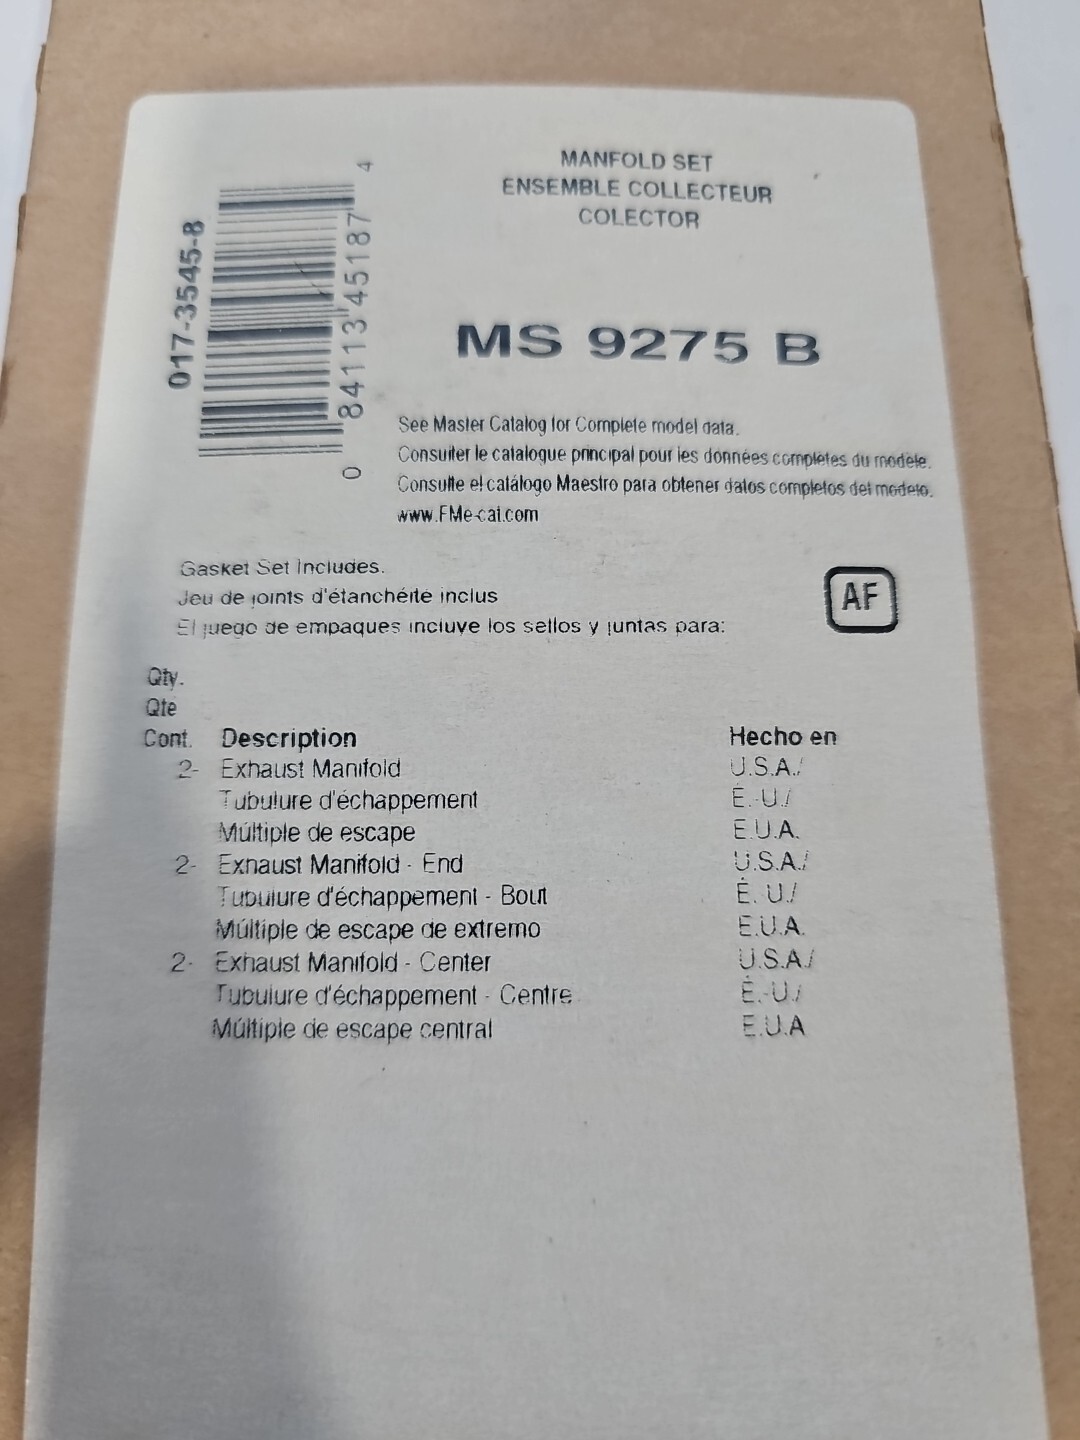 MANFOLD SET
ENSEMBLE COLLECTEUR
COLECTOR
017-3545-8
0 84113 45187 4
MS 9275 B
See Master Catalog for Complete model data.
Consulter le catalogue principal pour les données complètes du modèle.
Consulte el catálogo Maestro para obtener datos completos del modelo.
www.FMe-cat.com
Gasket Set Includes.
Jeu de joints d'étanchéité inclus
El juego de empaques incluye los sellos y juntas para:
AF
Qty.
Qte
Cont. Description Hecho en
2- Exhaust Manifold U.S.A./
Tubulure d'échappement É.-U./
Múltiple de escape E.U.A.
2- Exhaust Manifold - End U.S.A./
Tubulure d'échappement - Bout É. U./
Múltiple de escape de extremo E.U.A.
2- Exhaust Manifold - Center U.S.A./
Tubulure d'échappement - Centre É.-U./
Múltiple de escape central E.U.A